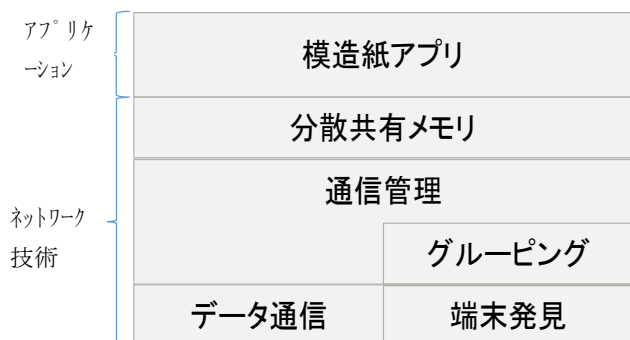 アプリケ
ーション
模造紙アプリ
分散共有メモリ
通信管理
ネットワーク
技術
グルーピング
データ通信
端末発見